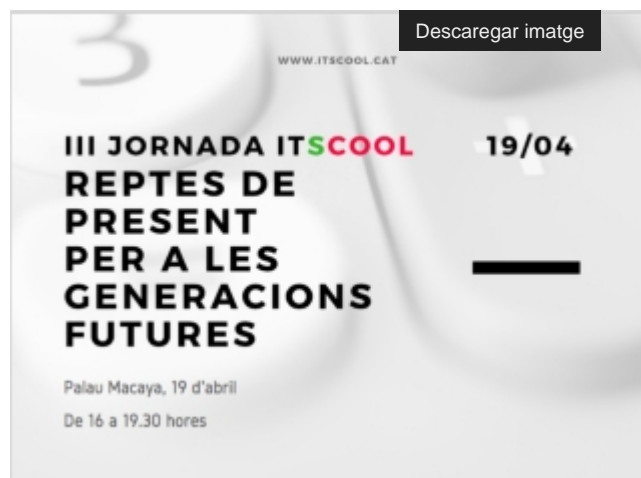 Descaregar imatge
3
WWW.ITSCOOL.CAT
III JORNADA ITSCOOL
19/04
REPTES DE
PRESENT
PER A LES
GENERACIONS
FUTURES
Palau Macaya, 19 d'abril
De 16 a 19.30 hores